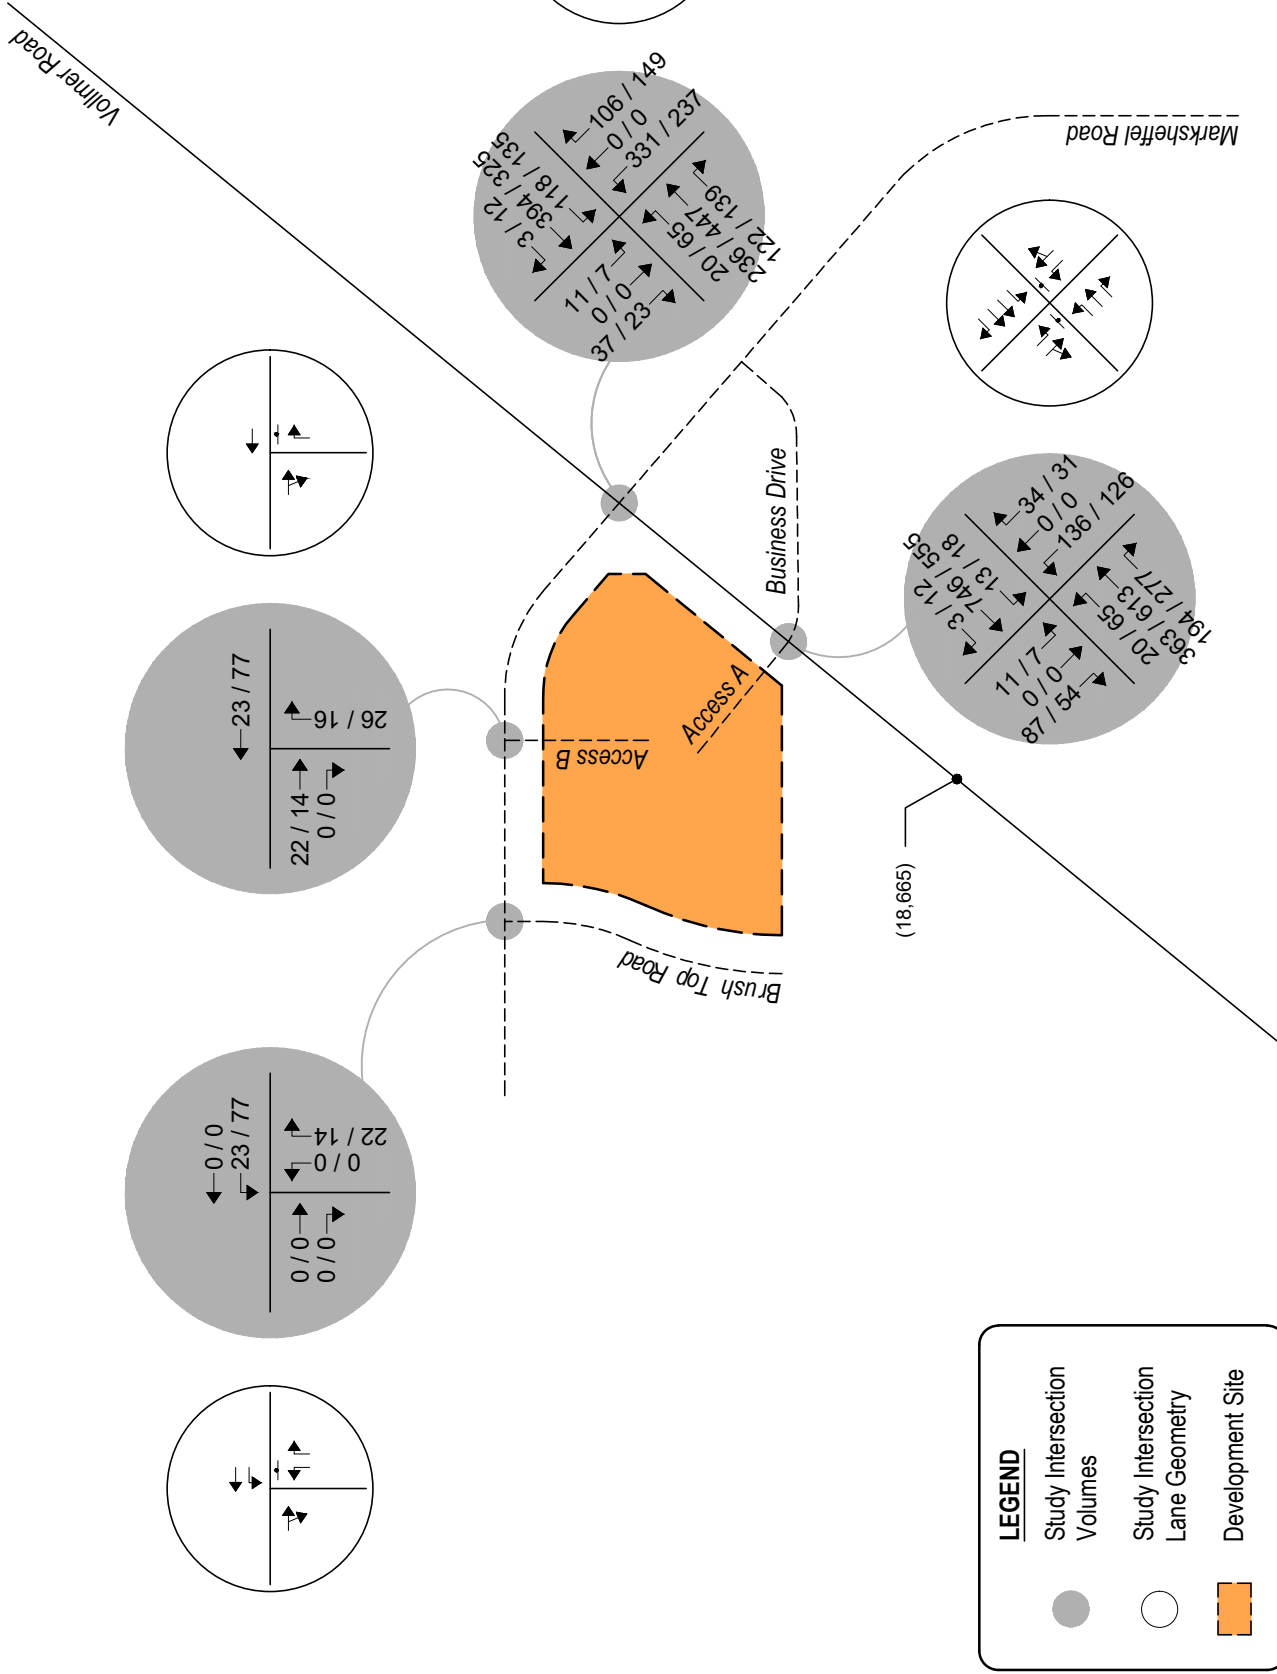 Vollmer Road
Marksheffel Road
Business Drive
Access A
Access B
Brush Top Road
(18,665)
3 / 12
394 / 325
118 / 135
106 / 149
0 / 0
331 / 237
11 / 7
0 / 0
37 / 23
20 / 65
236 / 447
122 / 139
3 / 12
746 / 555
13 / 18
34 / 31
0 / 0
136 / 126
11 / 7
0 / 0
87 / 54
20 / 65
363 / 613
194 / 277
23 / 77
22 / 14
0 / 0
26 / 16
0 / 0
23 / 77
0 / 0
0 / 0
0 / 0
22 / 14
LEGEND
Study Intersection
Volumes
Study Intersection
Lane Geometry
Development Site